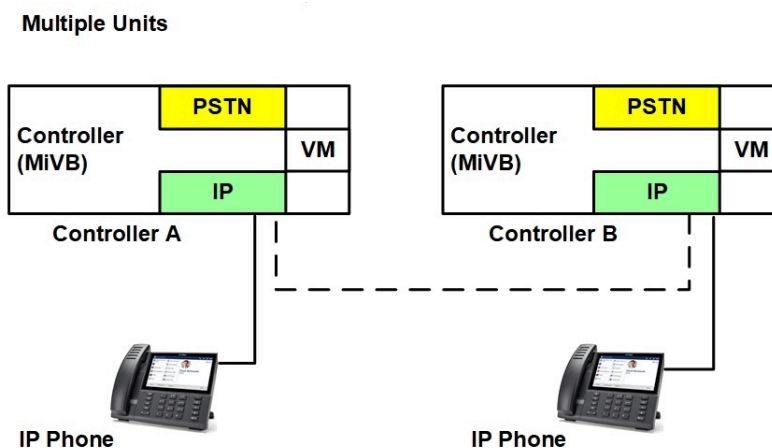 Multiple Units
PSTN
Controller
(MiVB)
VM
IP
Controller A
PSTN
Controller
(MiVB)
VM
IP
Controller B
IP Phone
IP Phone